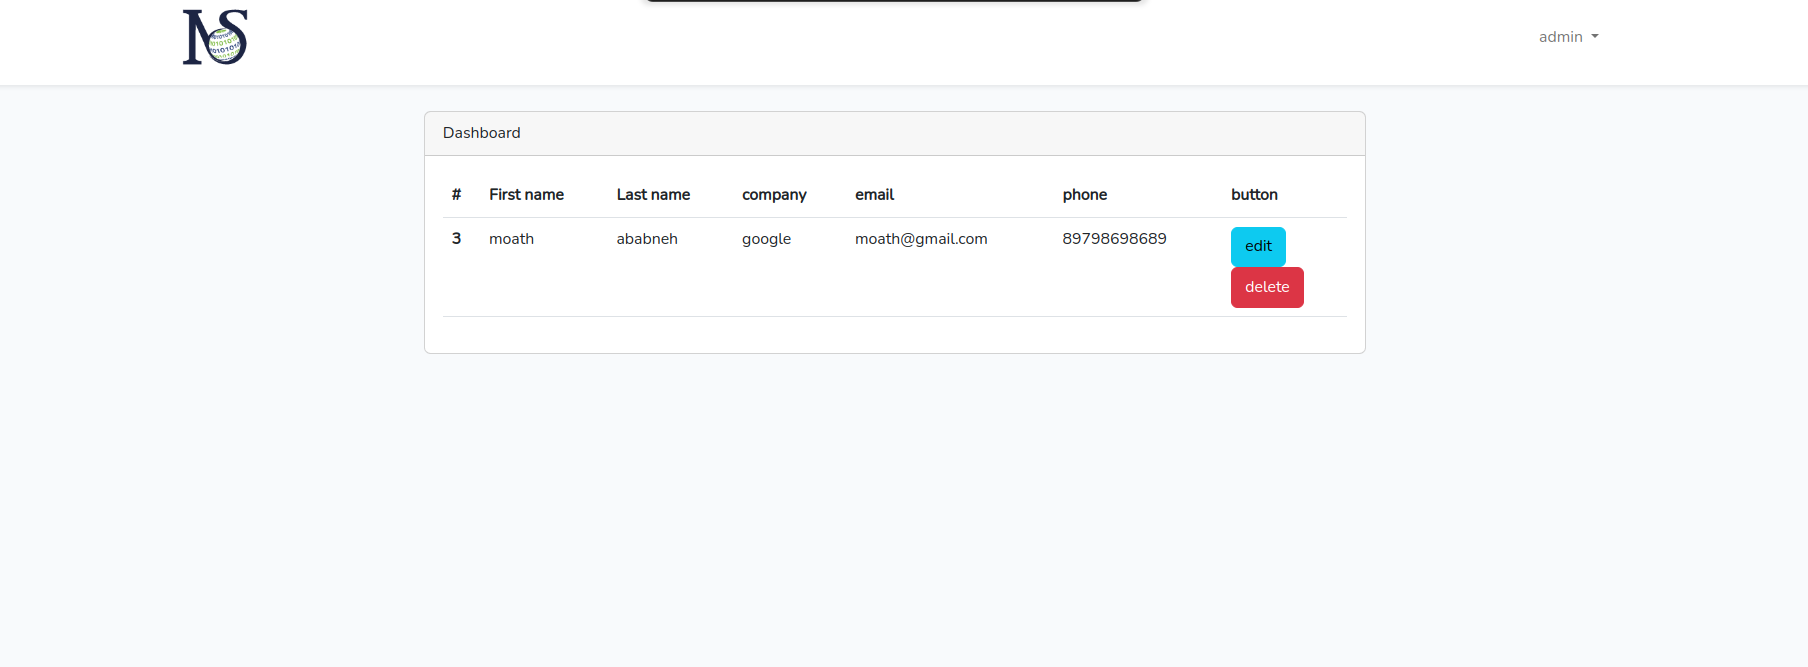 MS
admin
Dashboard
# First name Last name company email phone button
3 moath ababneh google moath@gmail.com 89798698689 edit
delete